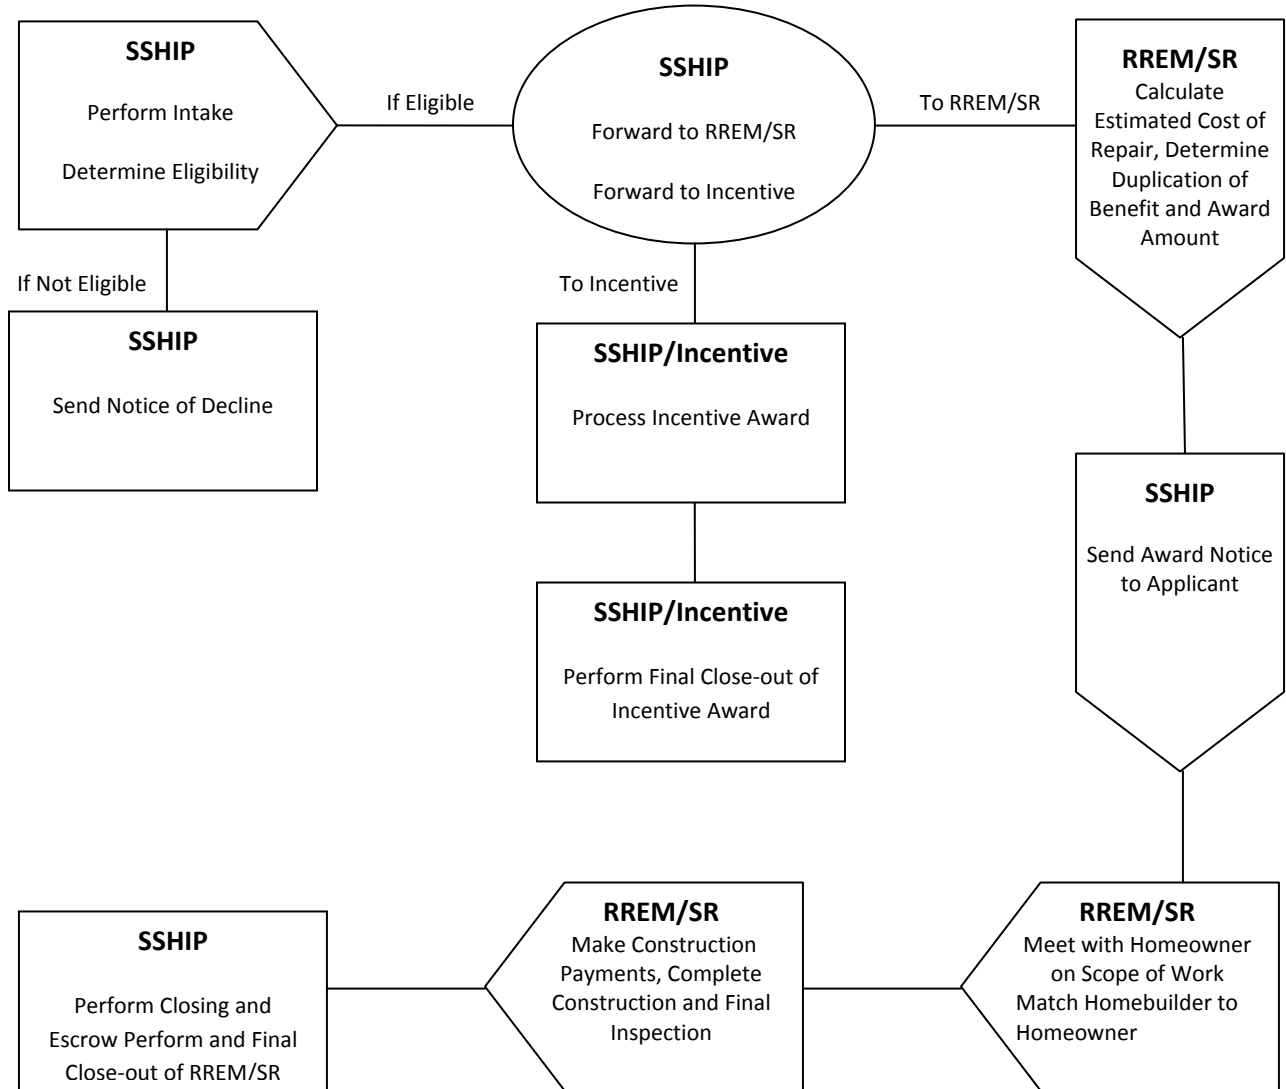 SSHIP
Perform Intake
Determine Eligibility
If Eligible
SSHIP
Forward to RREM/SR
Forward to Incentive
To RREM/SR
RREM/SR
Calculate
Estimated Cost of
Repair, Determine
Duplication of
Benefit and Award
Amount
If Not Eligible
SSHIP
Send Notice of Decline
To Incentive
SSHIP/Incentive
Process Incentive Award
SSHIP/Incentive
Perform Final Close-out of
Incentive Award
SSHIP
Send Award Notice
to Applicant
RREM/SR
Meet with Homeowner
on Scope of Work
Match Homebuilder to
Homeowner
RREM/SR
Make Construction
Payments, Complete
Construction and Final
Inspection
SSHIP
Perform Closing and
Escrow Perform and Final
Close-out of RREM/SR